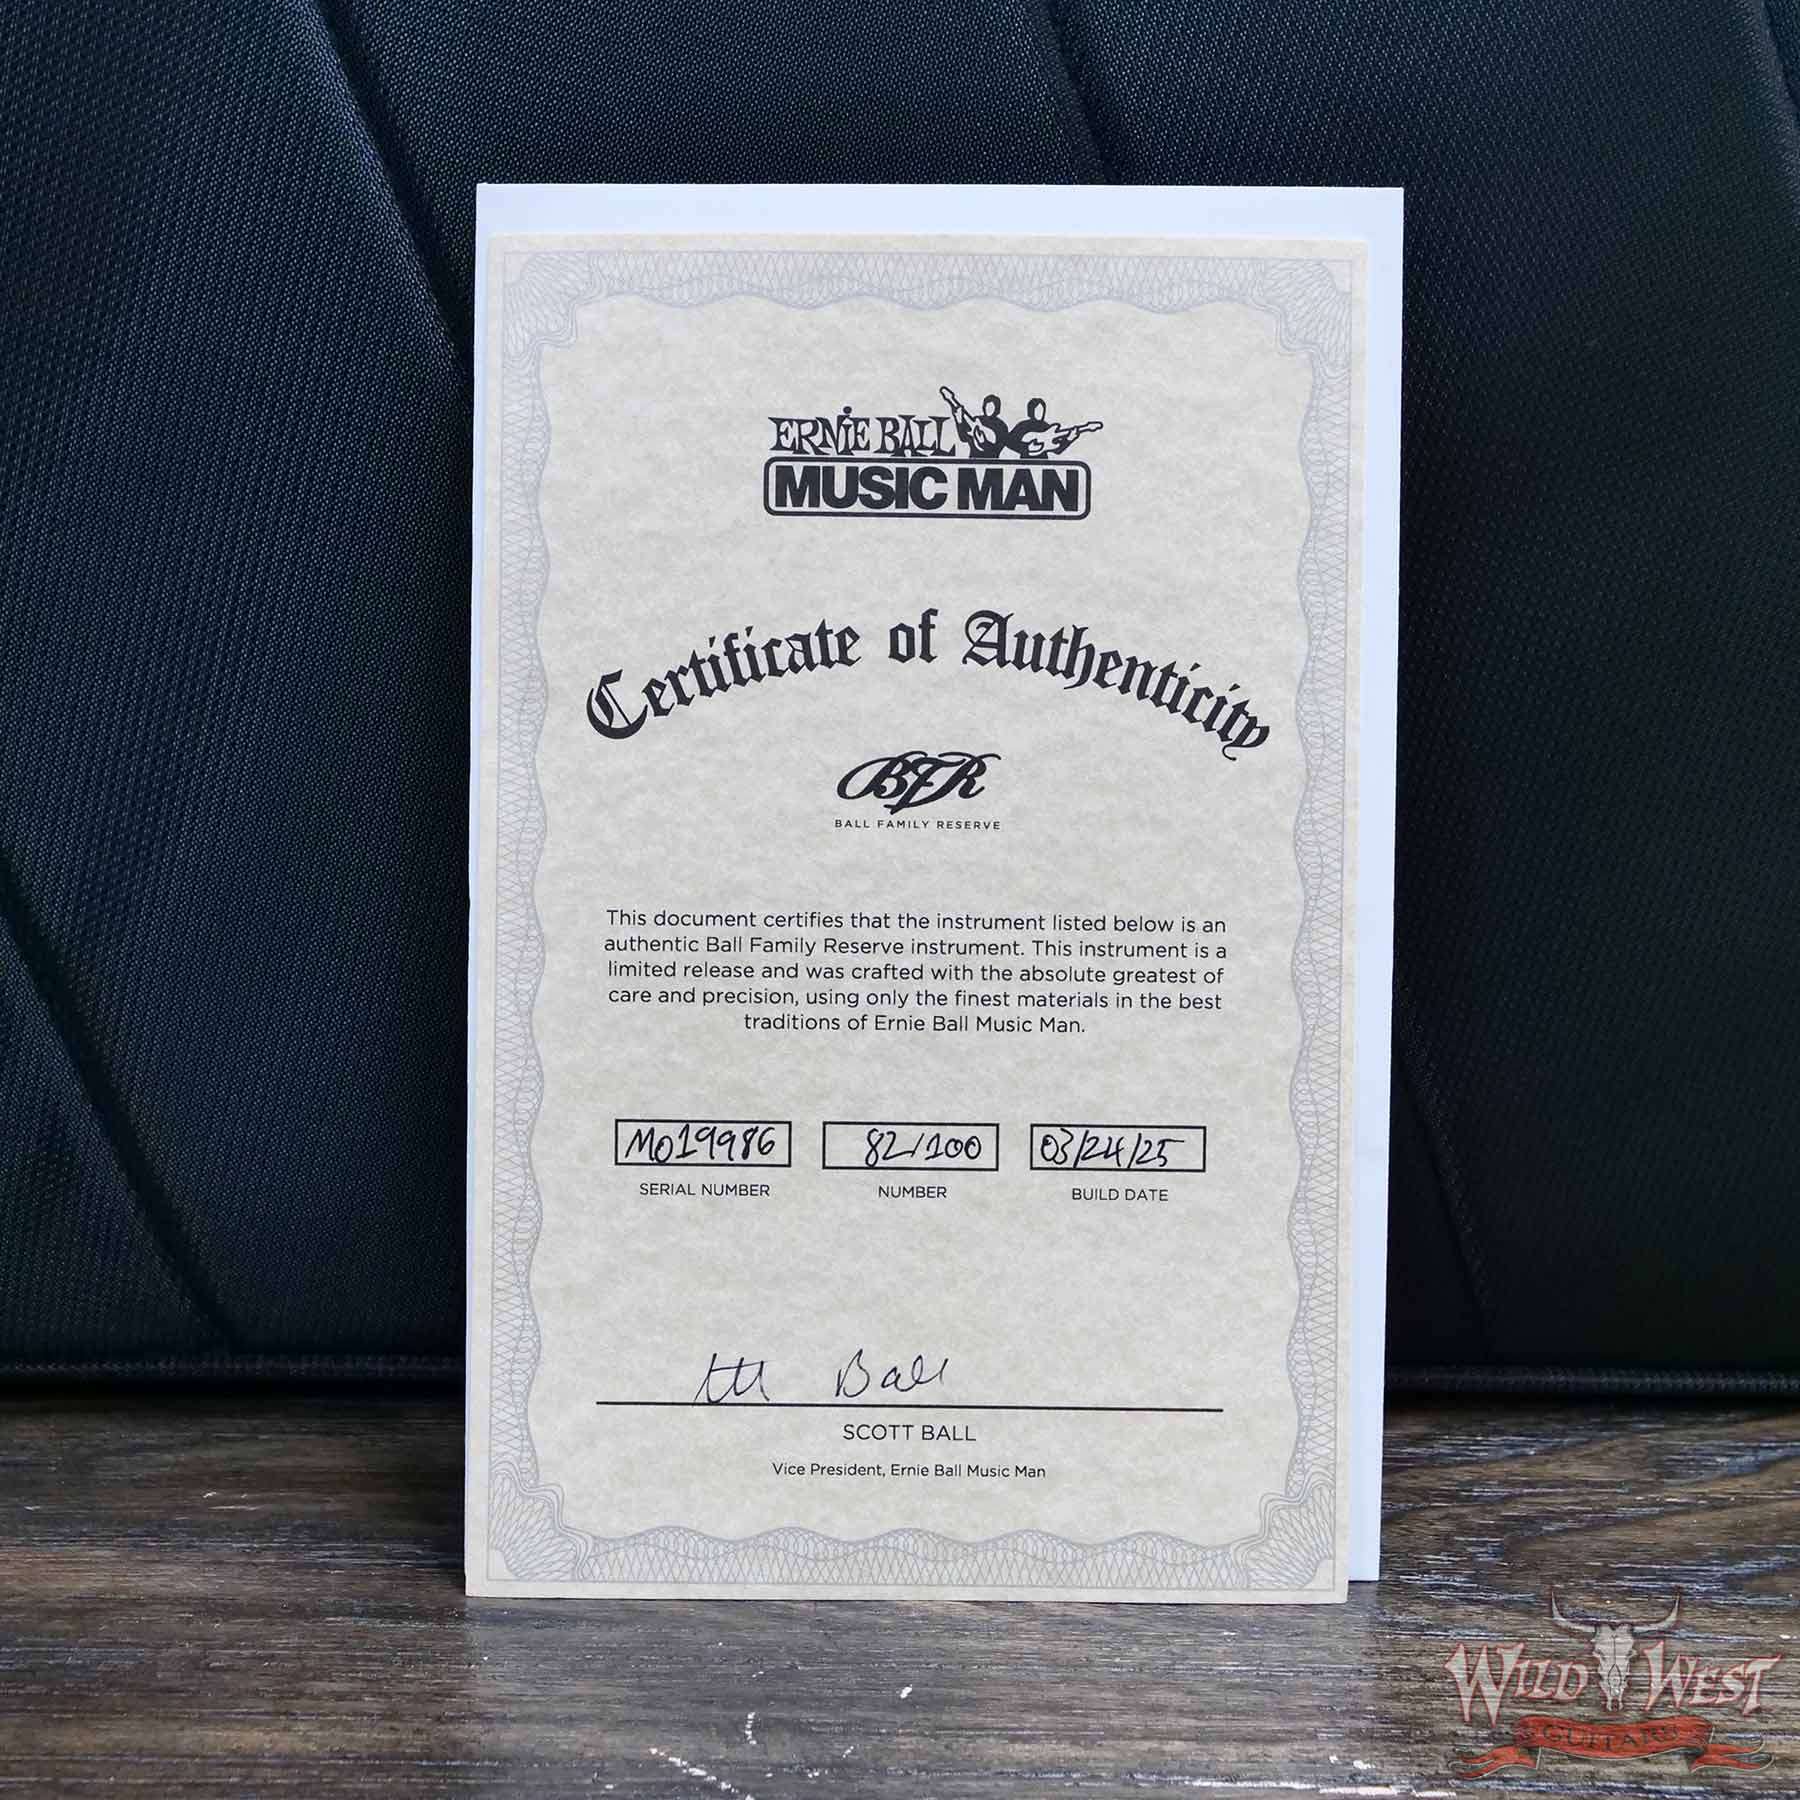 ERNIE BALL
MUSIC MAN
Certificate of Authenticity
BFR
BALL FAMILY RESERVE
This document certifies that the instrument listed below is an
authentic Ball Family Reserve instrument. This instrument is a
limited release and was crafted with the absolute greatest of
care and precision, using only the finest materials in the best
traditions of Ernie Ball Music Man.
M019986 82/100 03/24/25
SERIAL NUMBER NUMBER BUILD DATE
Ball
SCOTT BALL
Vice President, Ernie Ball Music Man
WILD WEST
GUITARS